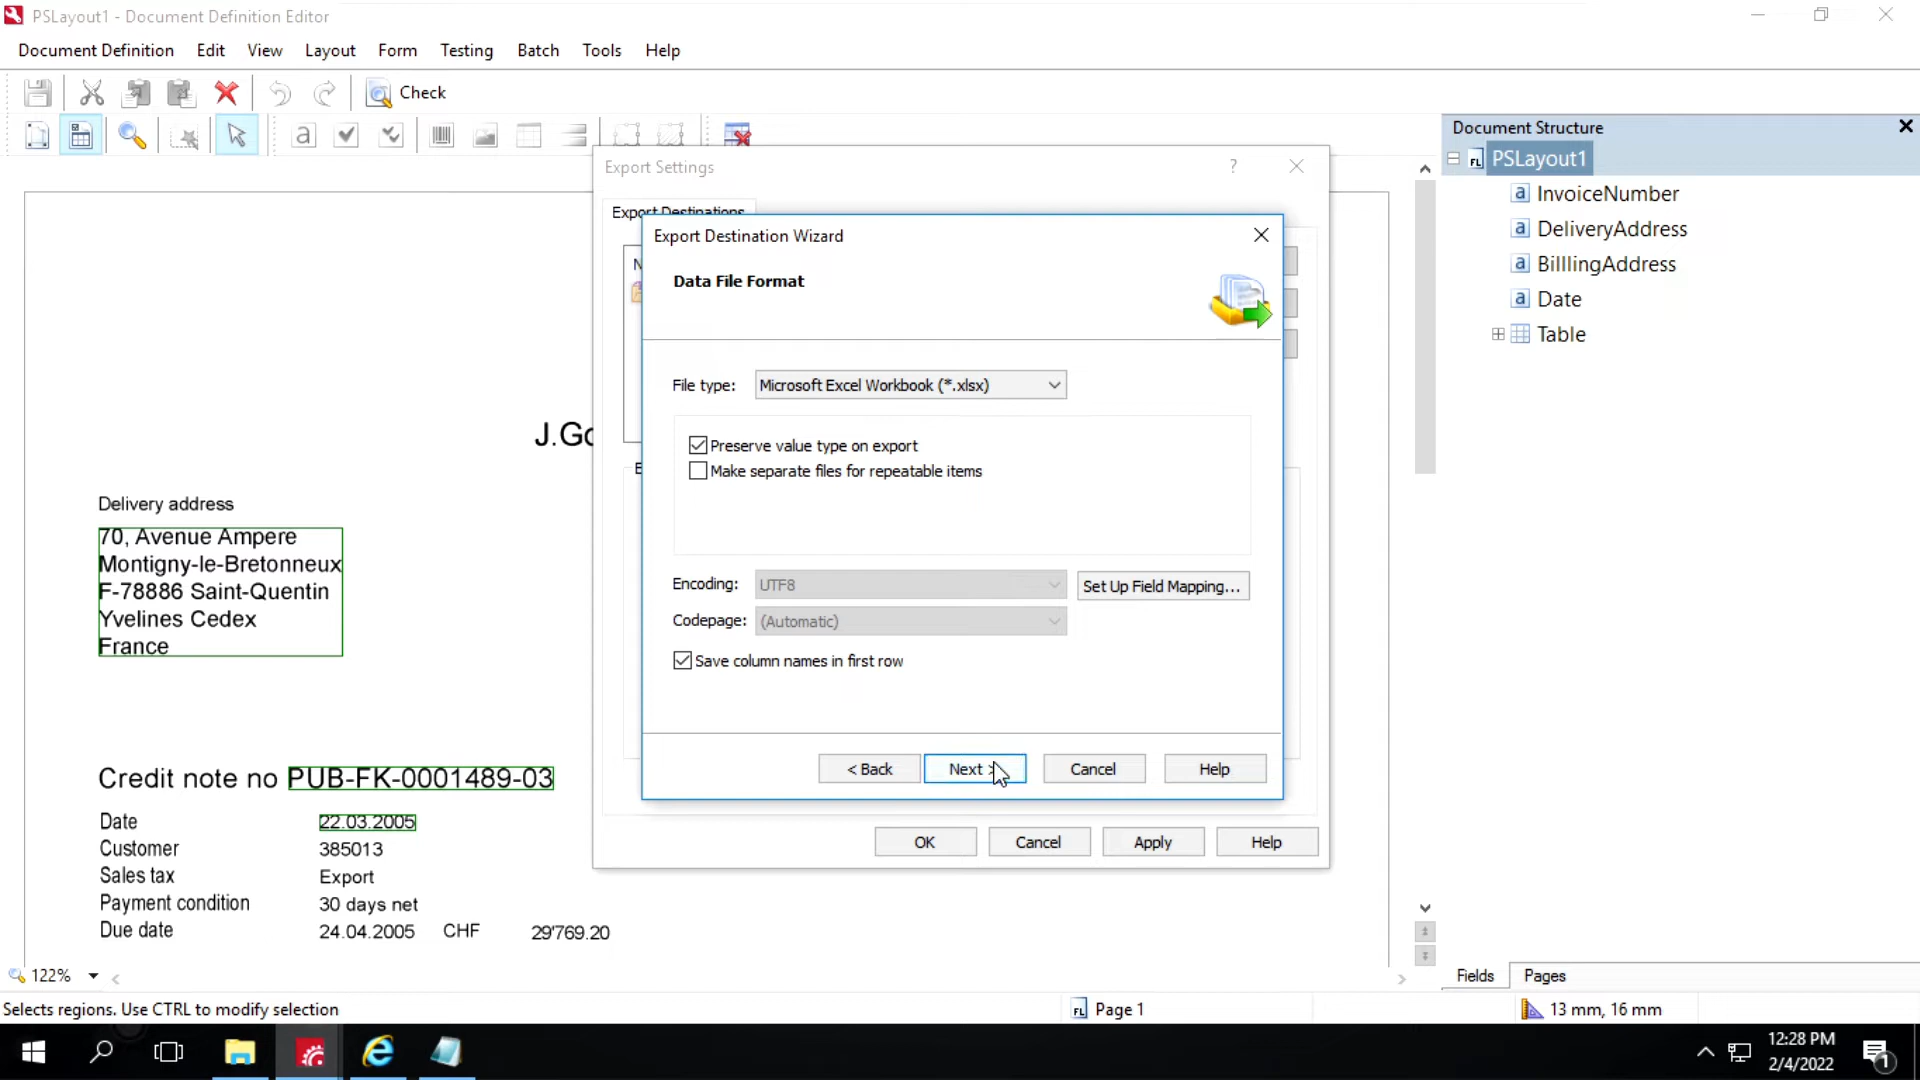 PSLayout1 - Document Definition Editor
Document Definition Edit View Layout Form Testing Batch Tools Help
Check
Document Structure
PSLayout1
InvoiceNumber
DeliveryAddress
BilllingAddress
Date
Table
Export Settings
?
Export Destinations
Export Destination Wizard
Data File Format
File type: Microsoft Excel Workbook (*.xlsx)
Preserve value type on export
Make separate files for repeatable items
Encoding: UTF8
Set Up Field Mapping...
Codepage: (Automatic)
Save column names in first row
< Back Next > Cancel Help
OK Cancel Apply Help
J.Go
Delivery address
70, Avenue Ampere
Montigny-le-Bretonneux
F-78886 Saint-Quentin
Yvelines Cedex
France
Credit note no PUB-FK-0001489-03
Date 22.03.2005
Customer 385013
Sales tax Export
Payment condition 30 days net
Due date 24.04.2005 CHF 29'769.20
122%
Fields Pages
Selects regions. Use CTRL to modify selection
Page 1
13 mm, 16 mm
12:28 PM
2/4/2022
1